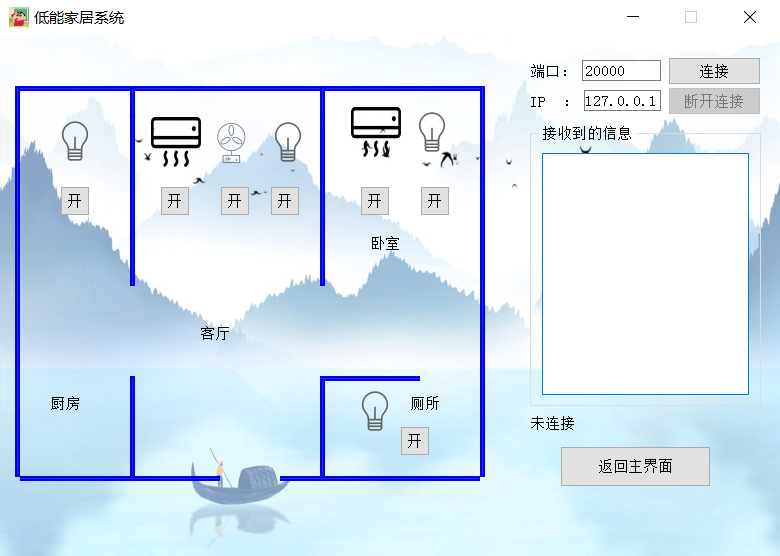 低能家居系统
端口： 20000 连接
IP ： 127.0.0.1 断开连接
接收到的信息
开 开 开 开 开 开
卧室
客厅
厨房 厕所
未连接
开
返回主界面